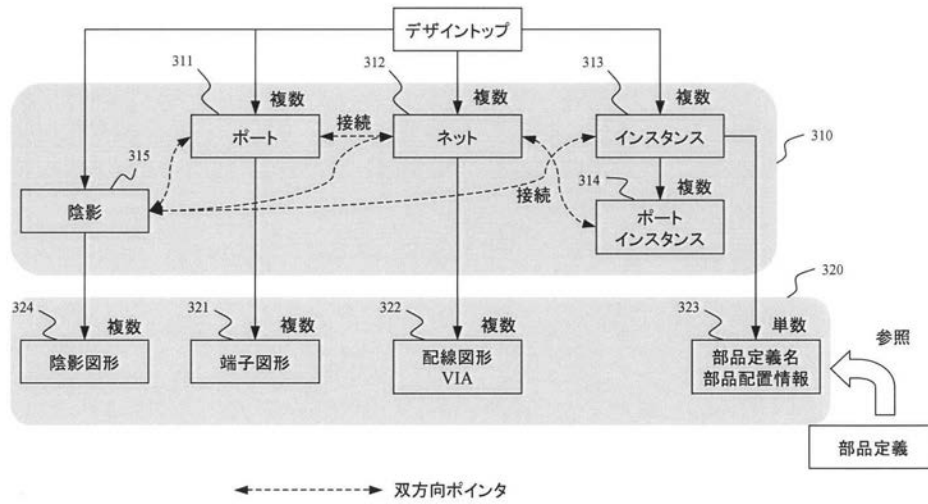 デザイントップ
311
312
313
複数
複数
複数
310
ポート
接続
ネット
インスタンス
315
314
複数
接続
陰影
ポート
インスタンス
320
324
321
322
323
複数
複数
複数
単数
参照
陰影図形
端子図形
配線図形
VIA
部品定義名
部品配置情報
部品定義
双方向ポインタ